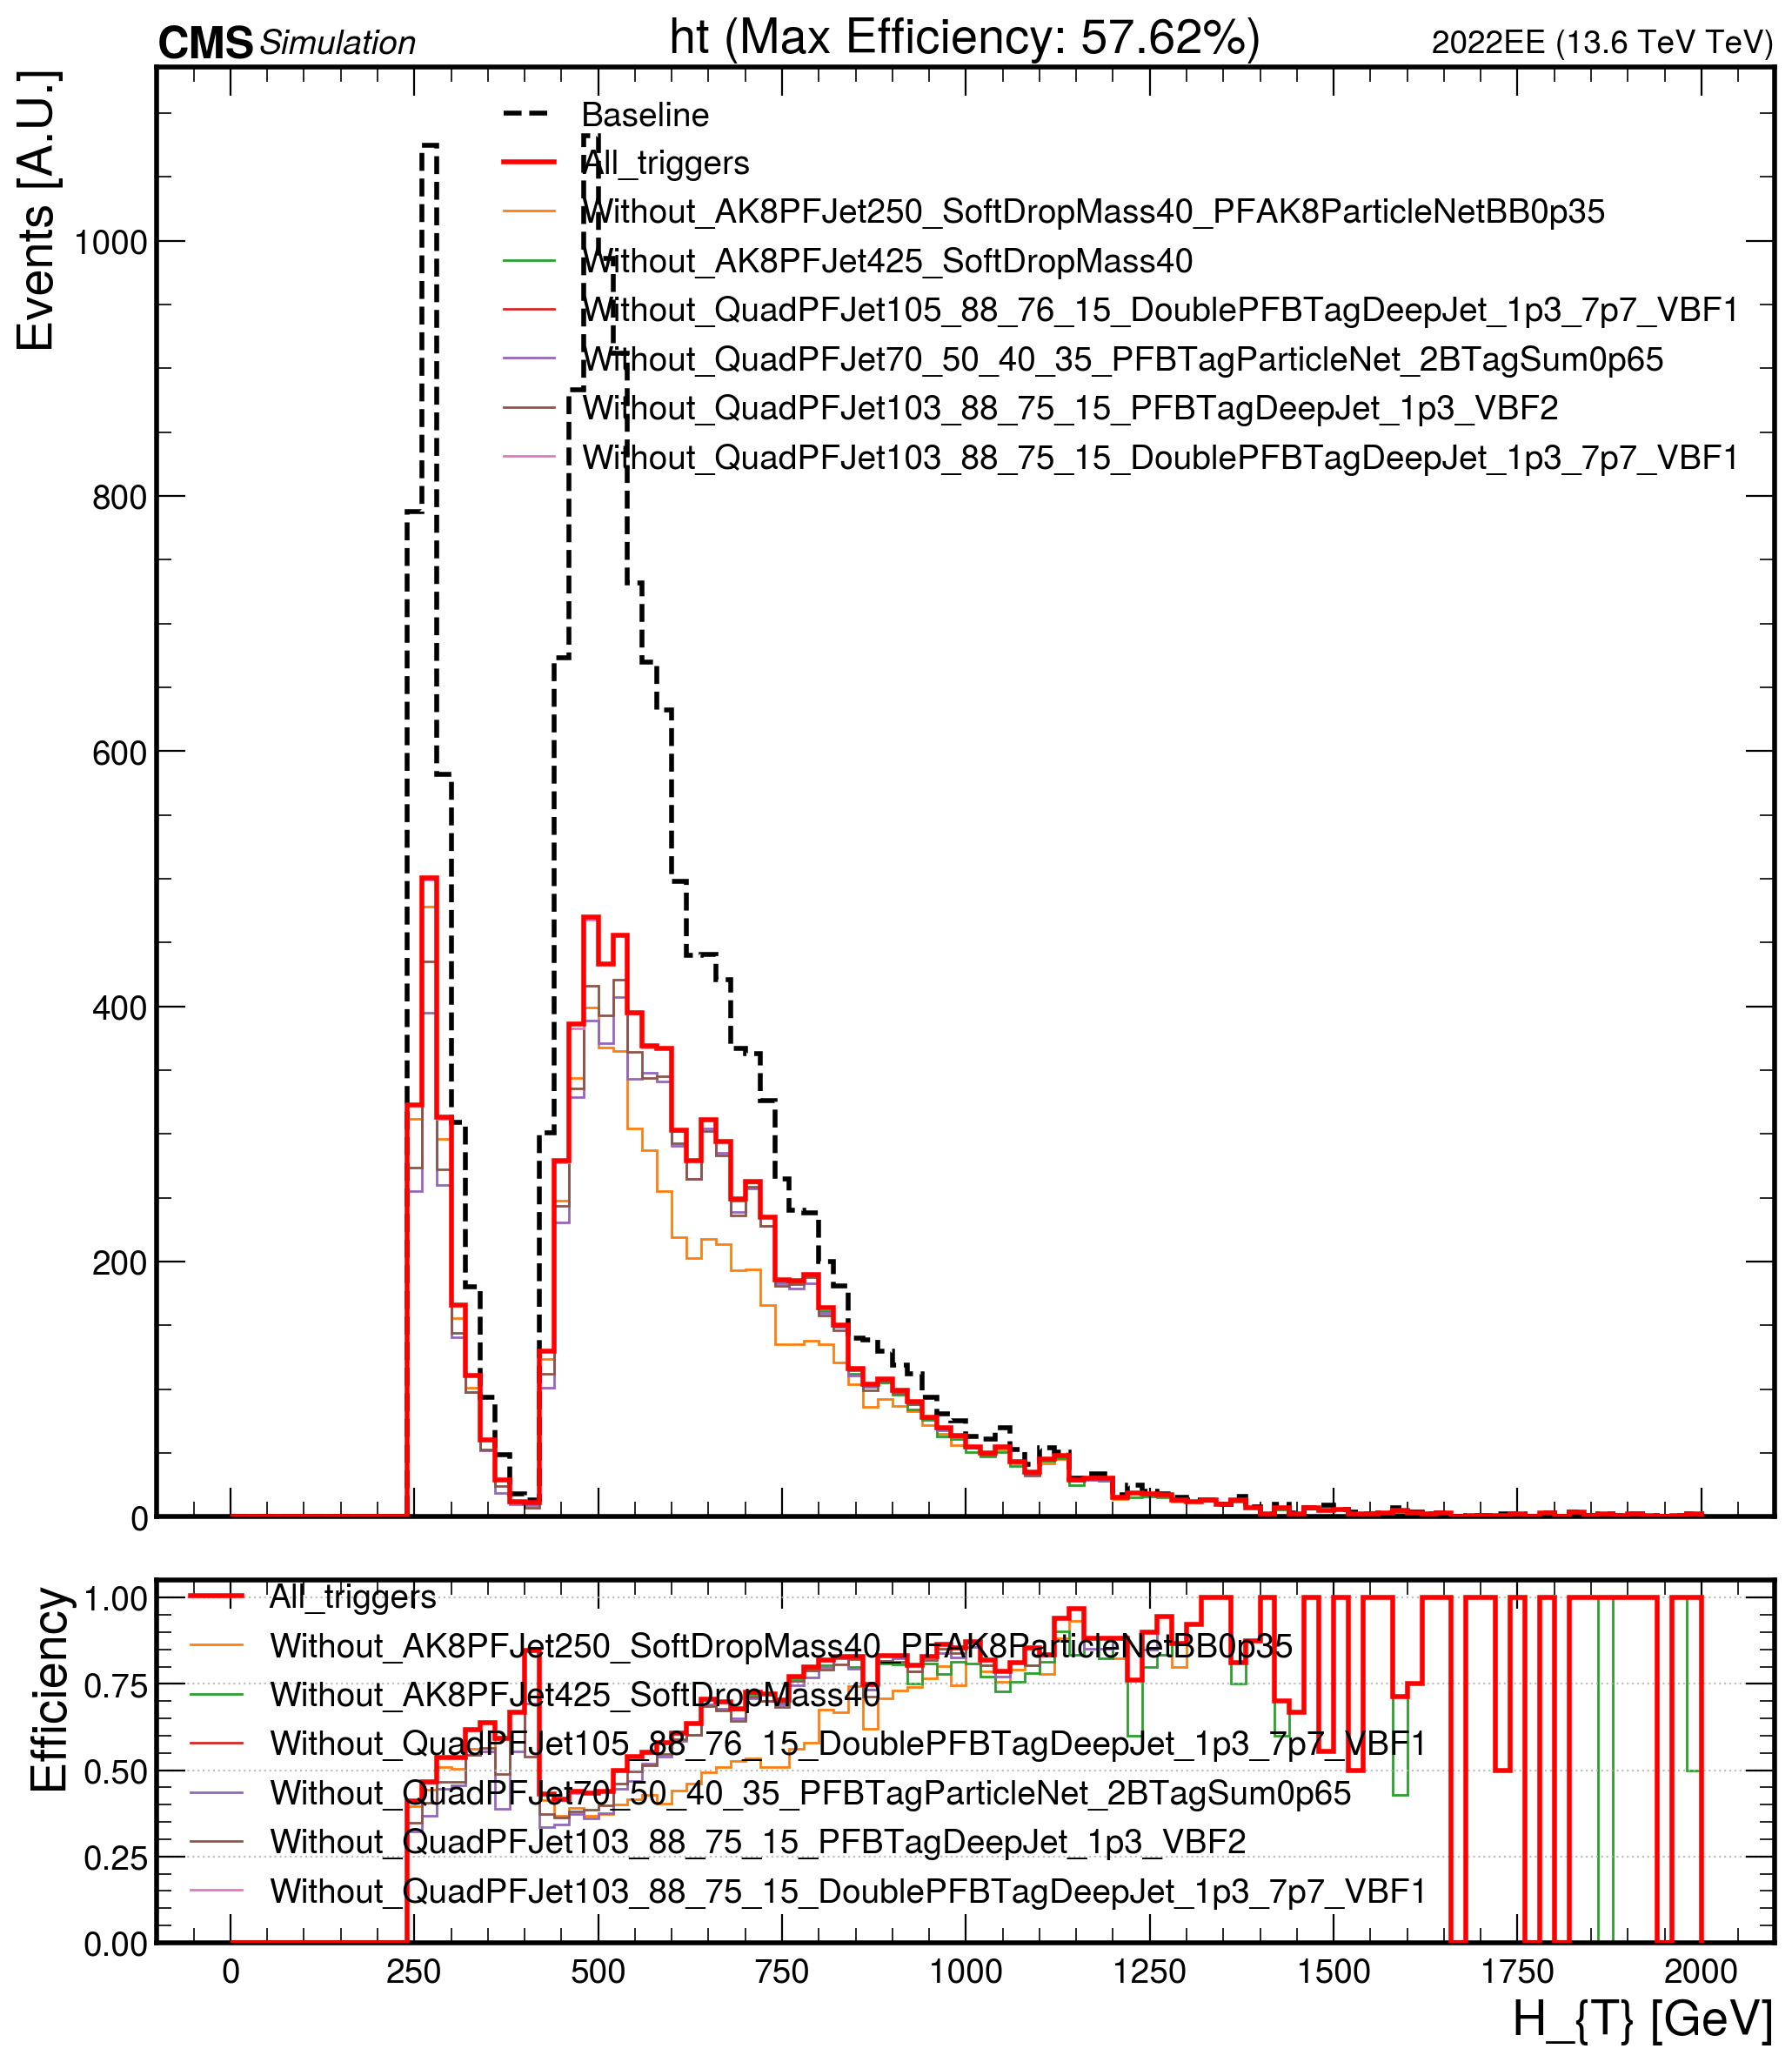 CMS Simulation ht (Max Efficiency: 57.62%) 2022EE (13.6 TeV TeV)
Events [A.U.]
Baseline
All_triggers
Without_AK8PFJet250_SoftDropMass40_PFAK8ParticleNetBB0p35
Without_AK8PFJet425_SoftDropMass40
Without_QuadPFJet105_88_76_15_DoublePFBTagDeepJet_1p3_7p7_VBF1
Without_QuadPFJet70_50_40_35_PFBTagParticleNet_2BTagSum0p65
Without_QuadPFJet103_88_75_15_PFBTagDeepJet_1p3_VBF2
Without_QuadPFJet103_88_75_15_DoublePFBTagDeepJet_1p3_7p7_VBF1
1000
800
600
400
200
0
Efficiency
All_triggers
Without_AK8PFJet250_SoftDropMass40_PFAK8ParticleNetBB0p35
Without_AK8PFJet425_SoftDropMass40
Without_QuadPFJet105_88_76_15_DoublePFBTagDeepJet_1p3_7p7_VBF1
Without_QuadPFJet70_50_40_35_PFBTagParticleNet_2BTagSum0p65
Without_QuadPFJet103_88_75_15_PFBTagDeepJet_1p3_VBF2
Without_QuadPFJet103_88_75_15_DoublePFBTagDeepJet_1p3_7p7_VBF1
1.00
0.75
0.50
0.25
0.00
0 250 500 750 1000 1250 1500 1750 2000
H_{T} [GeV]